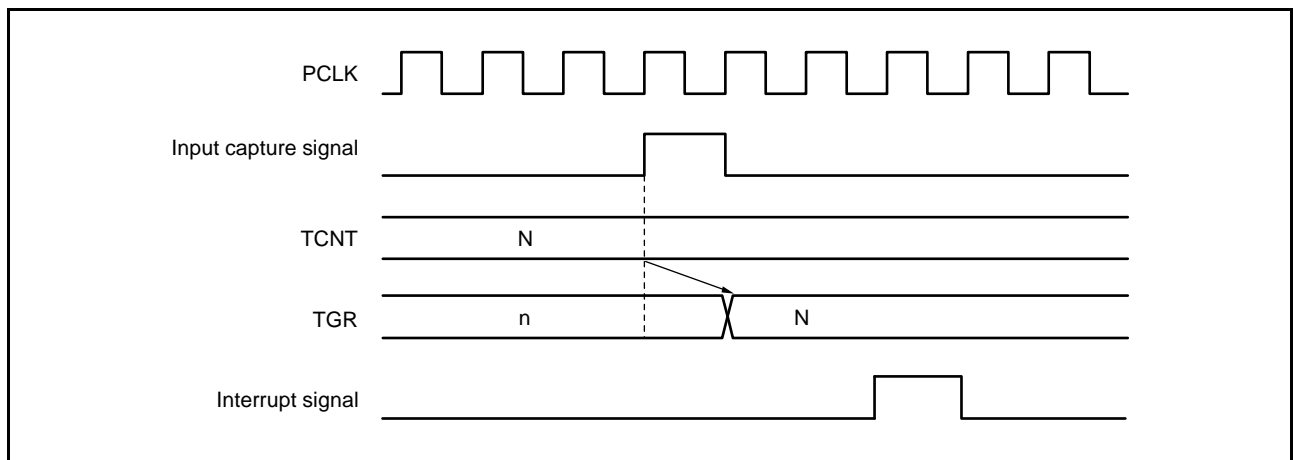 PCLK
Input capture signal
TCNT
N
TGR
n
N
Interrupt signal